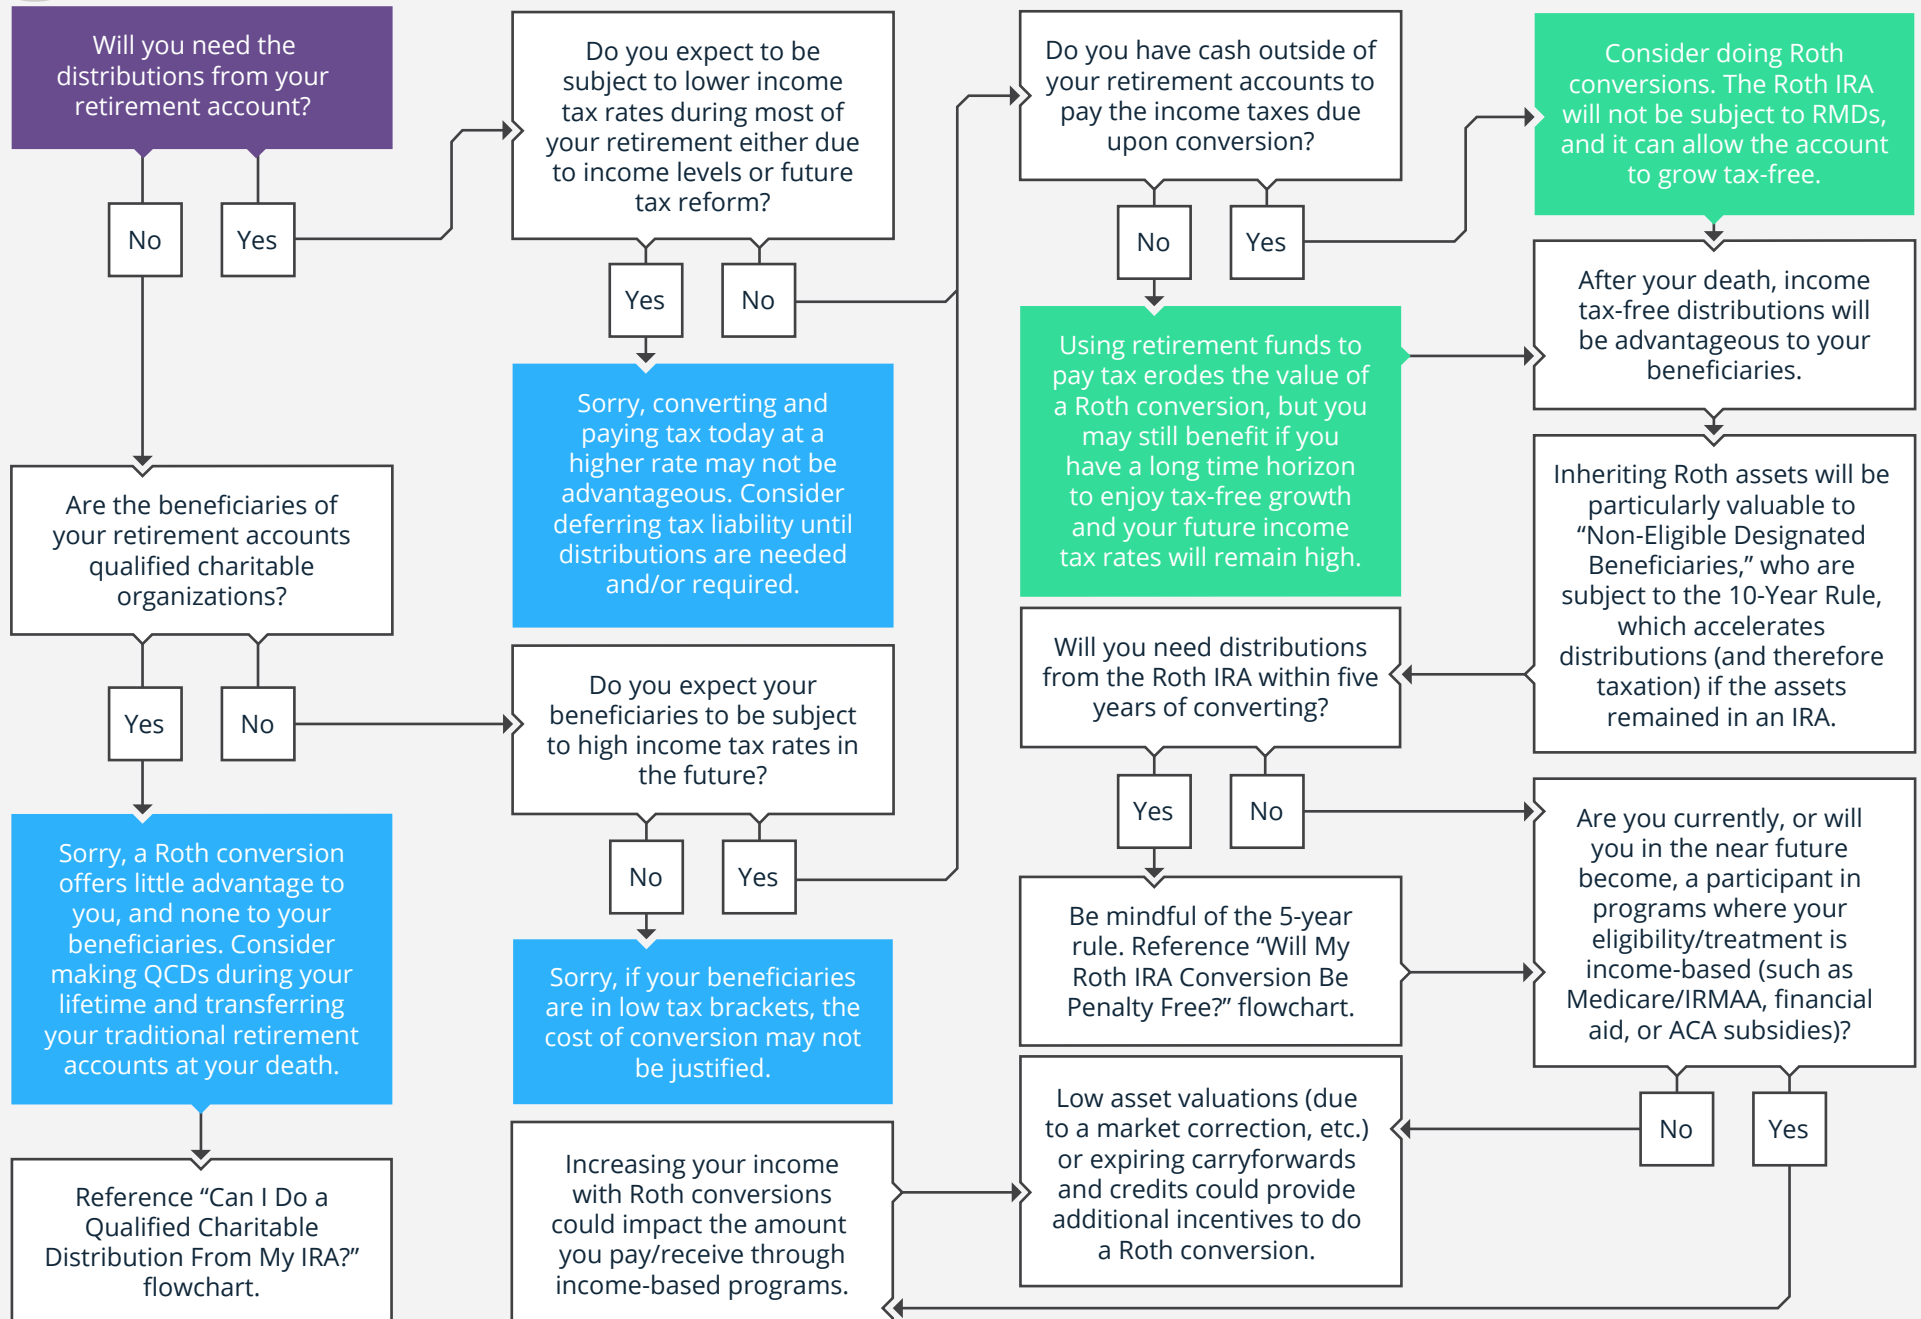 Will you need the
distributions from your
retirement account?
No
Yes
Are the beneficiaries of
your retirement accounts
qualified charitable
organizations?
Yes
No
Sorry, a Roth conversion
offers little advantage to
you, and none to your
beneficiaries. Consider
making QCDs during your
lifetime and transferring
your traditional retirement
accounts at your death.
Reference “Can I Do a
Qualified Charitable
Distribution From My IRA?”
flowchart.
Do you expect to be
subject to lower income
tax rates during most of
your retirement either due
to income levels or future
tax reform?
Yes
No
Sorry, converting and
paying tax today at a
higher rate may not be
advantageous. Consider
deferring tax liability until
distributions are needed
and/or required.
Do you expect your
beneficiaries to be subject
to high income tax rates in
the future?
No
Yes
Sorry, if your beneficiaries
are in low tax brackets, the
cost of conversion may not
be justified.
Increasing your income
with Roth conversions
could impact the amount
you pay/receive through
income-based programs.
Do you have cash outside of
your retirement accounts to
pay the income taxes due
upon conversion?
No
Yes
Using retirement funds to
pay tax erodes the value of
a Roth conversion, but you
may still benefit if you
have a long time horizon
to enjoy tax-free growth
and your future income
tax rates will remain high.
Will you need distributions
from the Roth IRA within five
years of converting?
Yes
No
Be mindful of the 5-year
rule. Reference “Will My
Roth IRA Conversion Be
Penalty Free?” flowchart.
Low asset valuations (due
to a market correction, etc.)
or expiring carryforwards
and credits could provide
additional incentives to do
a Roth conversion.
Consider doing Roth
conversions. The Roth IRA
will not be subject to RMDs,
and it can allow the account
to grow tax-free.
After your death, income
tax-free distributions will
be advantageous to your
beneficiaries.
Inheriting Roth assets will be
particularly valuable to
“Non-Eligible Designated
Beneficiaries,” who are
subject to the 10-Year Rule,
which accelerates
distributions (and therefore
taxation) if the assets
remained in an IRA.
Are you currently, or will
you in the near future
become, a participant in
programs where your
eligibility/treatment is
income-based (such as
Medicare/IRMAA, financial
aid, or ACA subsidies)?
No
Yes